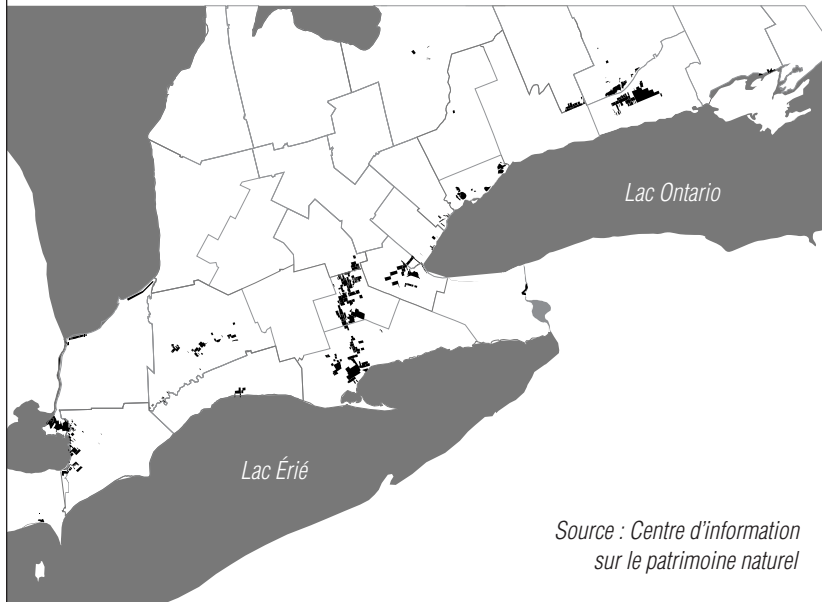 Lac Ontario
Lac Érié
Source : Centre d'information
sur le patrimoine naturel